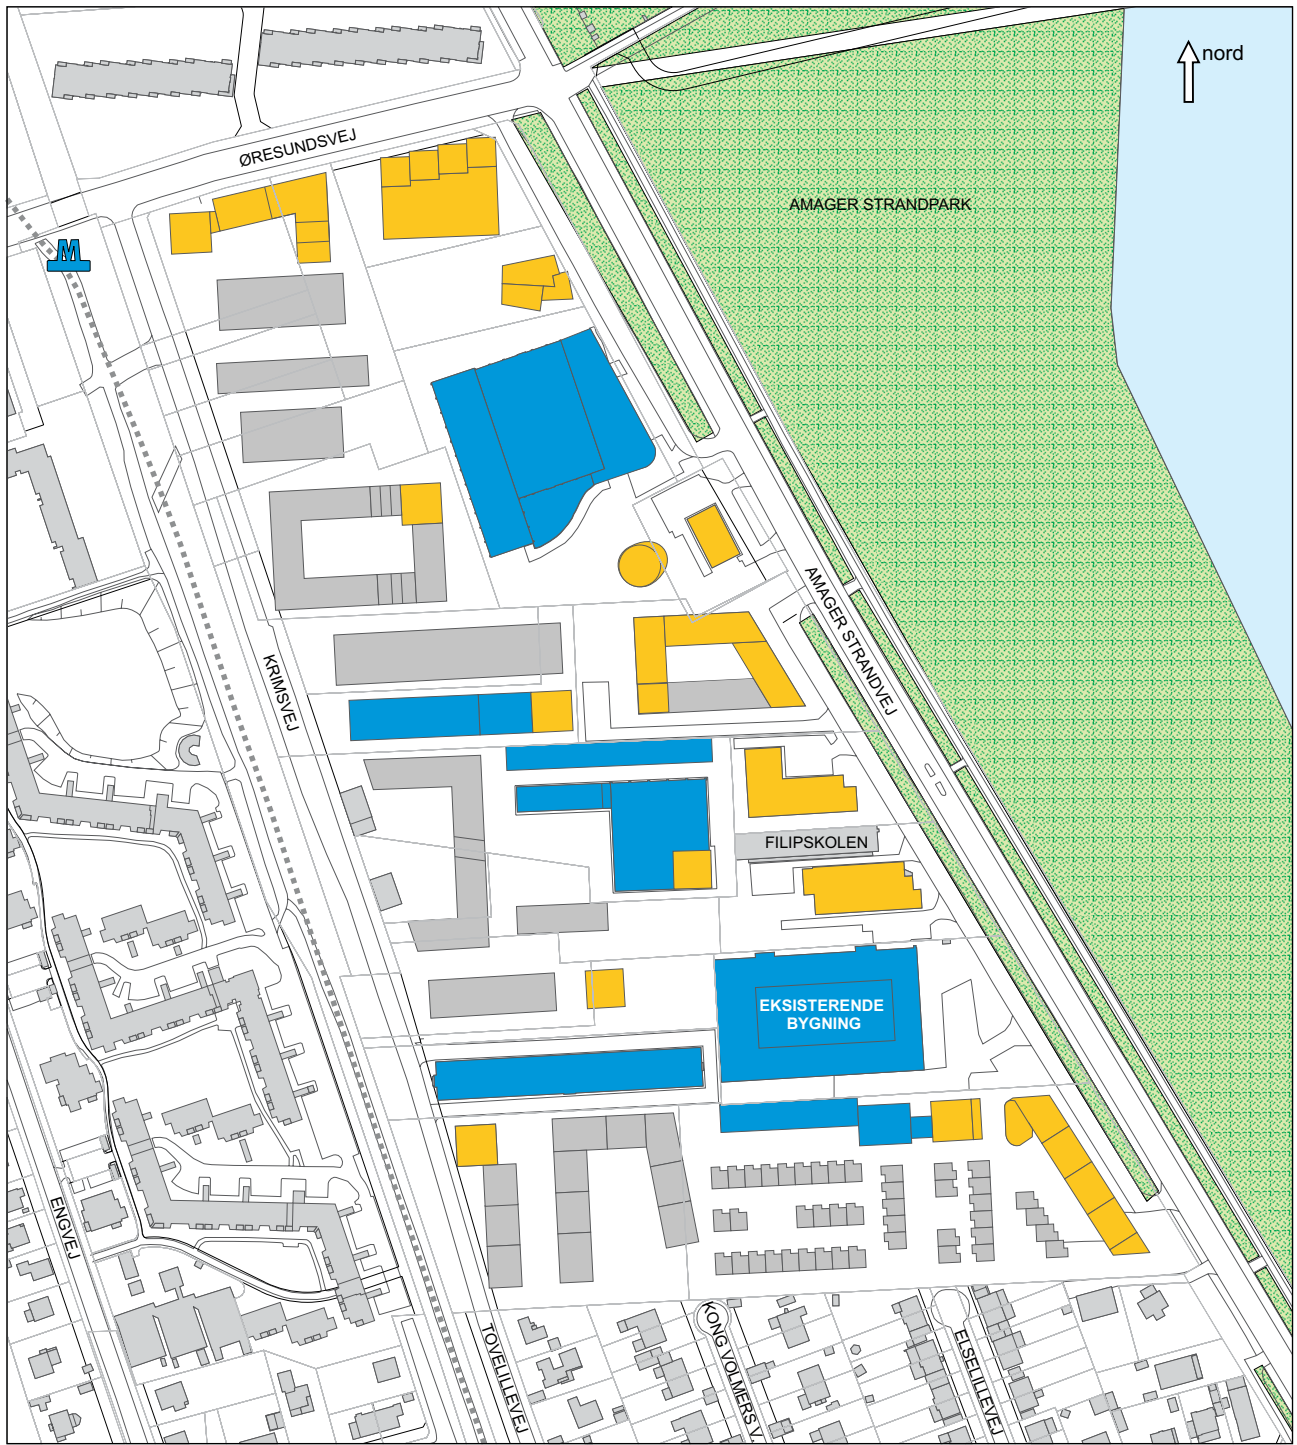 nord
ØRESUNDSVEJ
AMAGER STRANDPARK
M
AMAGER STRANDVEJ
KRIMSVEJ
FILIPSKOLEN
EKSISTERENDE
BYGNING
ENGVEJ
TOVELILLEVEJ
KONG VOLMERS V.
ELSELILLEVEJ